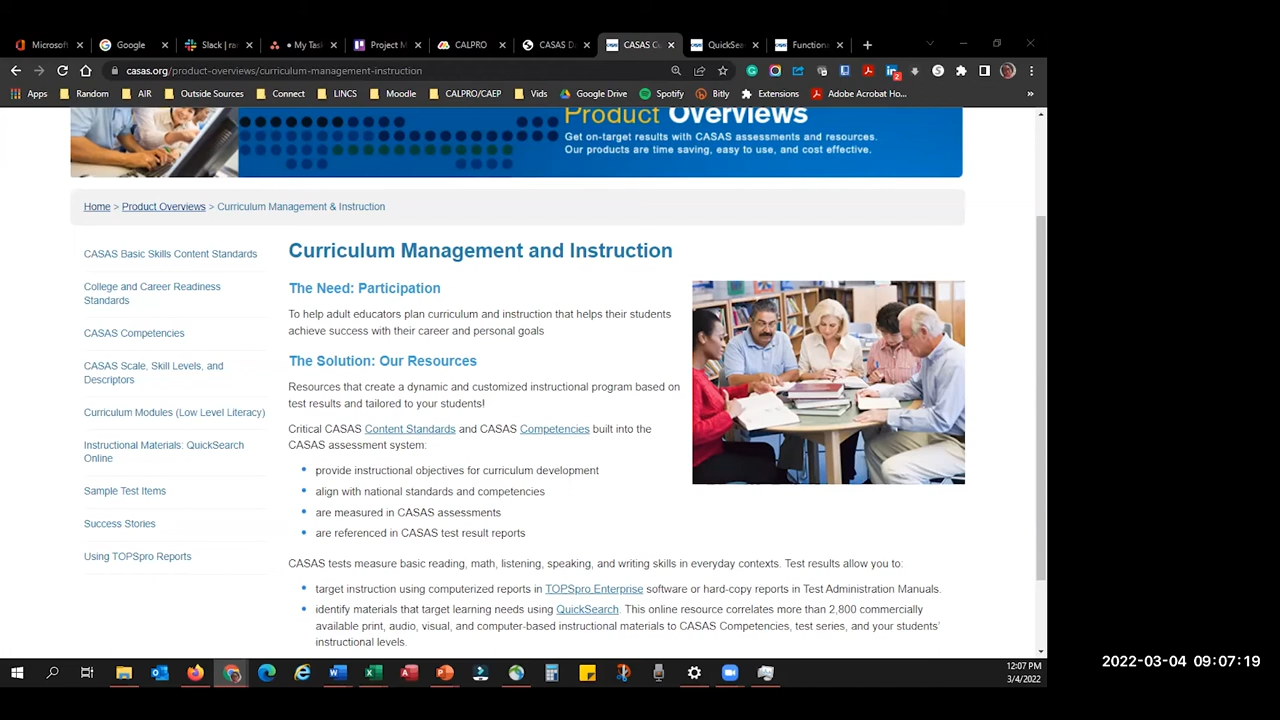 Microsoft
Google
Slack | ra
• My Task
Project M
CALPRO
CASAS D
CASAS C
QuickSea
Functiona
casas.org/product-overviews/curriculum-management-instruction
2
Apps
Random
AIR
Outside Sources
Connect
LINCS
Moodle
CALPRO/CAEP
Vids
Google Drive
Spotify
Bitly
Extensions
Adobe Acrobat Ho...
»
Product Overviews
Get on-target results with CASAS assessments and resources.
Our products are time saving, easy to use, and cost effective.
Home > Product Overviews > Curriculum Management & Instruction
CASAS Basic Skills Content Standards
College and Career Readiness
Standards
CASAS Competencies
CASAS Scale, Skill Levels, and
Descriptors
Curriculum Modules (Low Level Literacy)
Instructional Materials: QuickSearch
Online
Sample Test Items
Success Stories
Using TOPSpro Reports
Curriculum Management and Instruction
The Need: Participation
To help adult educators plan curriculum and instruction that helps their students
achieve success with their career and personal goals
The Solution: Our Resources
Resources that create a dynamic and customized instructional program based on
test results and tailored to your students!
Critical CASAS Content Standards and CASAS Competencies built into the
CASAS assessment system:
• provide instructional objectives for curriculum development
• align with national standards and competencies
• are measured in CASAS assessments
• are referenced in CASAS test result reports
CASAS tests measure basic reading, math, listening, speaking, and writing skills in everyday contexts. Test results allow you to:
• target instruction using computerized reports in TOPSpro Enterprise software or hard-copy reports in Test Administration Manuals.
• identify materials that target learning needs using QuickSearch. This online resource correlates more than 2,800 commercially
available print, audio, visual, and computer-based instructional materials to CASAS Competencies, test series, and your students'
instructional levels.
12:07 PM
3/4/2022
2022-03-04 09:07:19